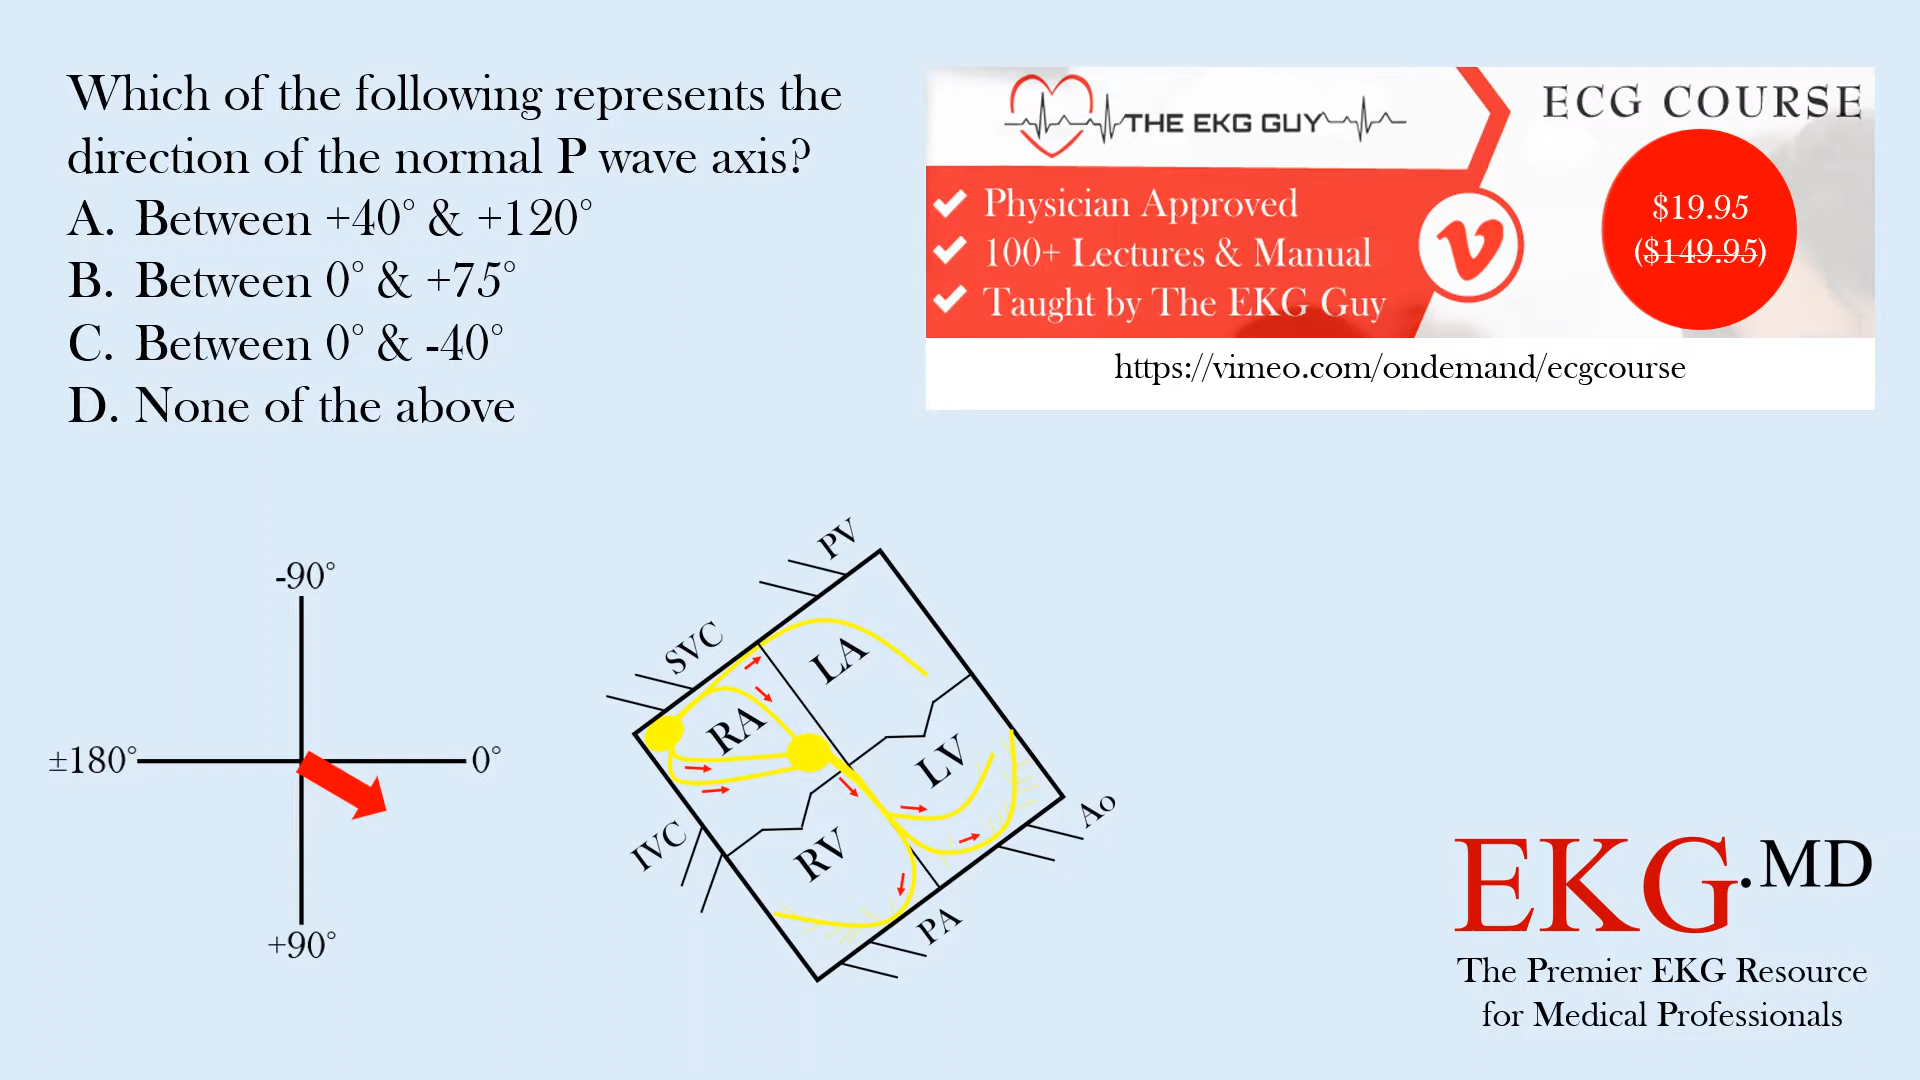 Which of the following represents the
direction of the normal P wave axis?
A. Between +40° & +120°
B. Between 0° & +75°
C. Between 0° & -40°
D. None of the above
THE EKG GUY
ECG COURSE
✓ Physician Approved
✓ 100+ Lectures & Manual
✓ Taught by The EKG Guy
v
$19.95
($149.95)
https://vimeo.com/ondemand/ecgcourse
-90°
±180°
0°
+90°
PV
SVC
LA
RA
LV
IVC
RV
Ao
PA
EKG.MD
The Premier EKG Resource
for Medical Professionals